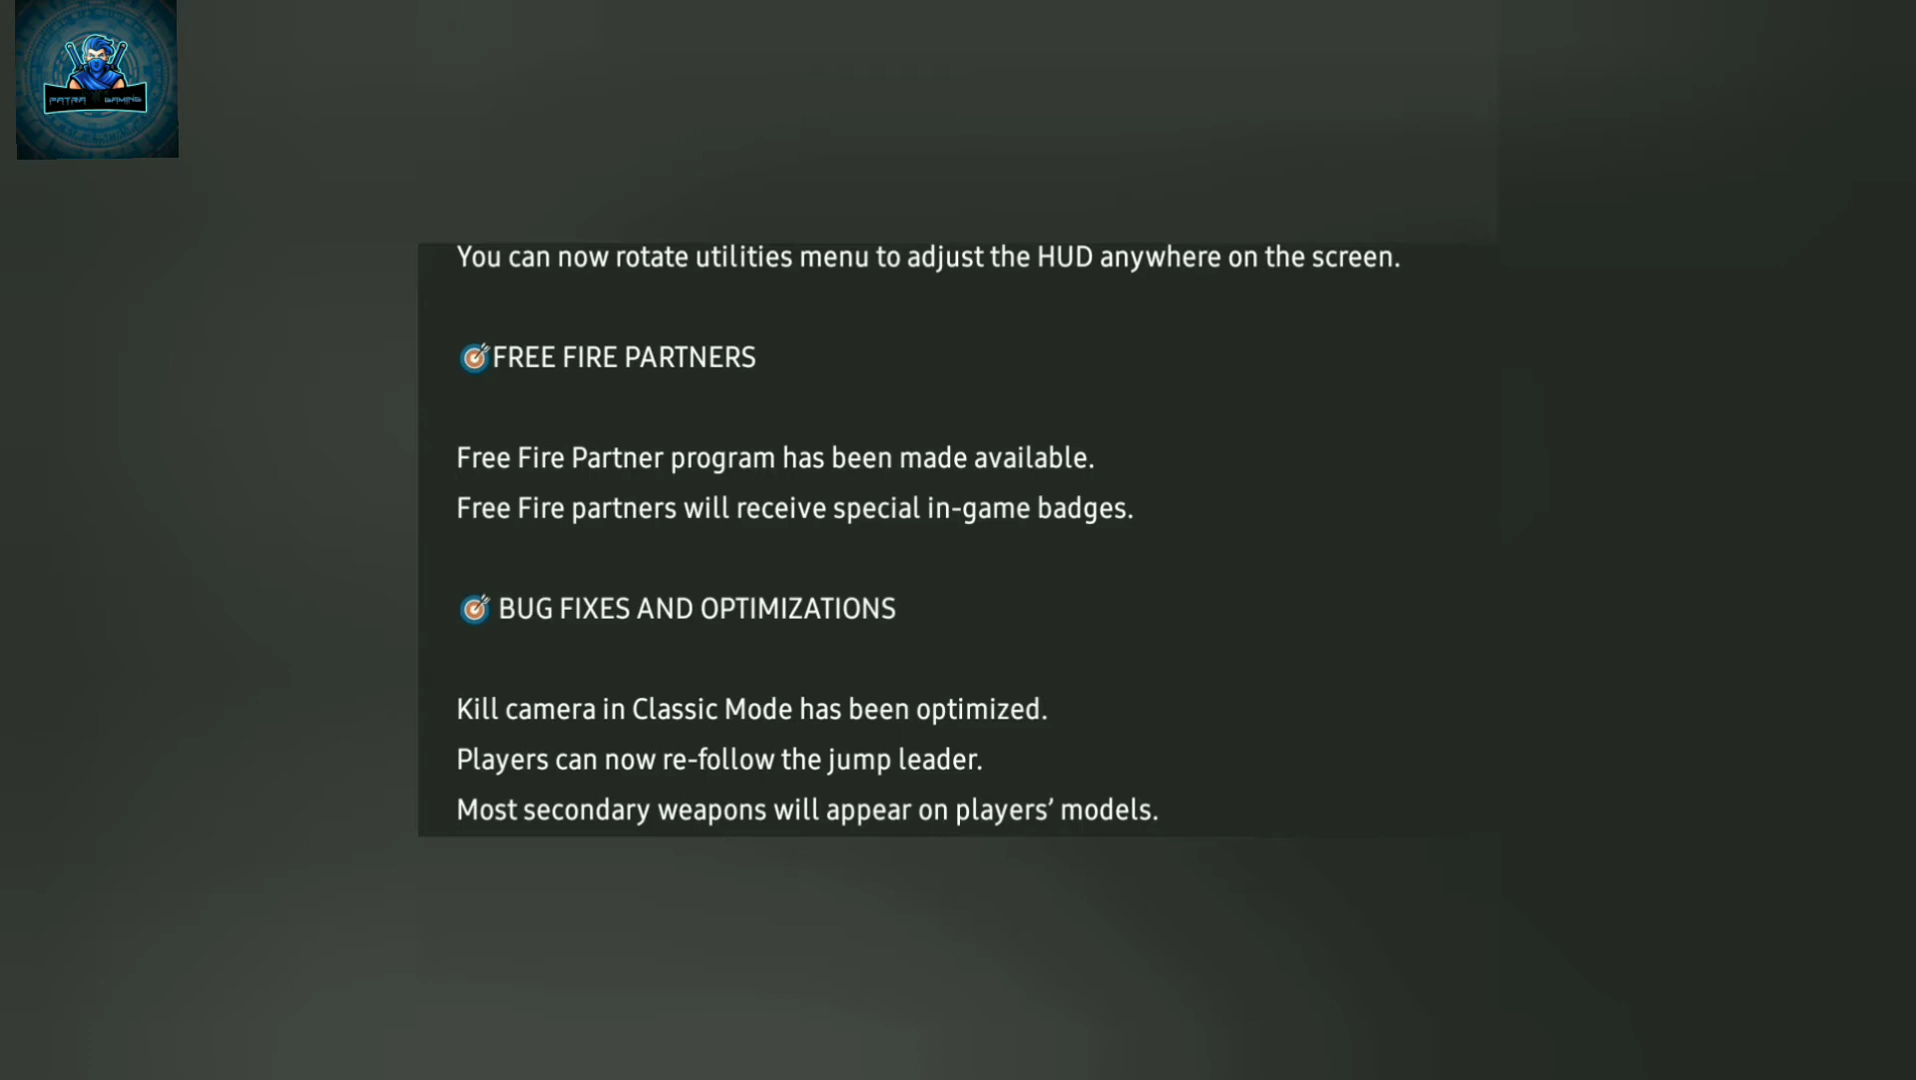 PATRA GAMING
You can now rotate utilities menu to adjust the HUD anywhere on the screen.
🎯FREE FIRE PARTNERS
Free Fire Partner program has been made available.
Free Fire partners will receive special in-game badges.
🎯 BUG FIXES AND OPTIMIZATIONS
Kill camera in Classic Mode has been optimized.
Players can now re-follow the jump leader.
Most secondary weapons will appear on players’ models.